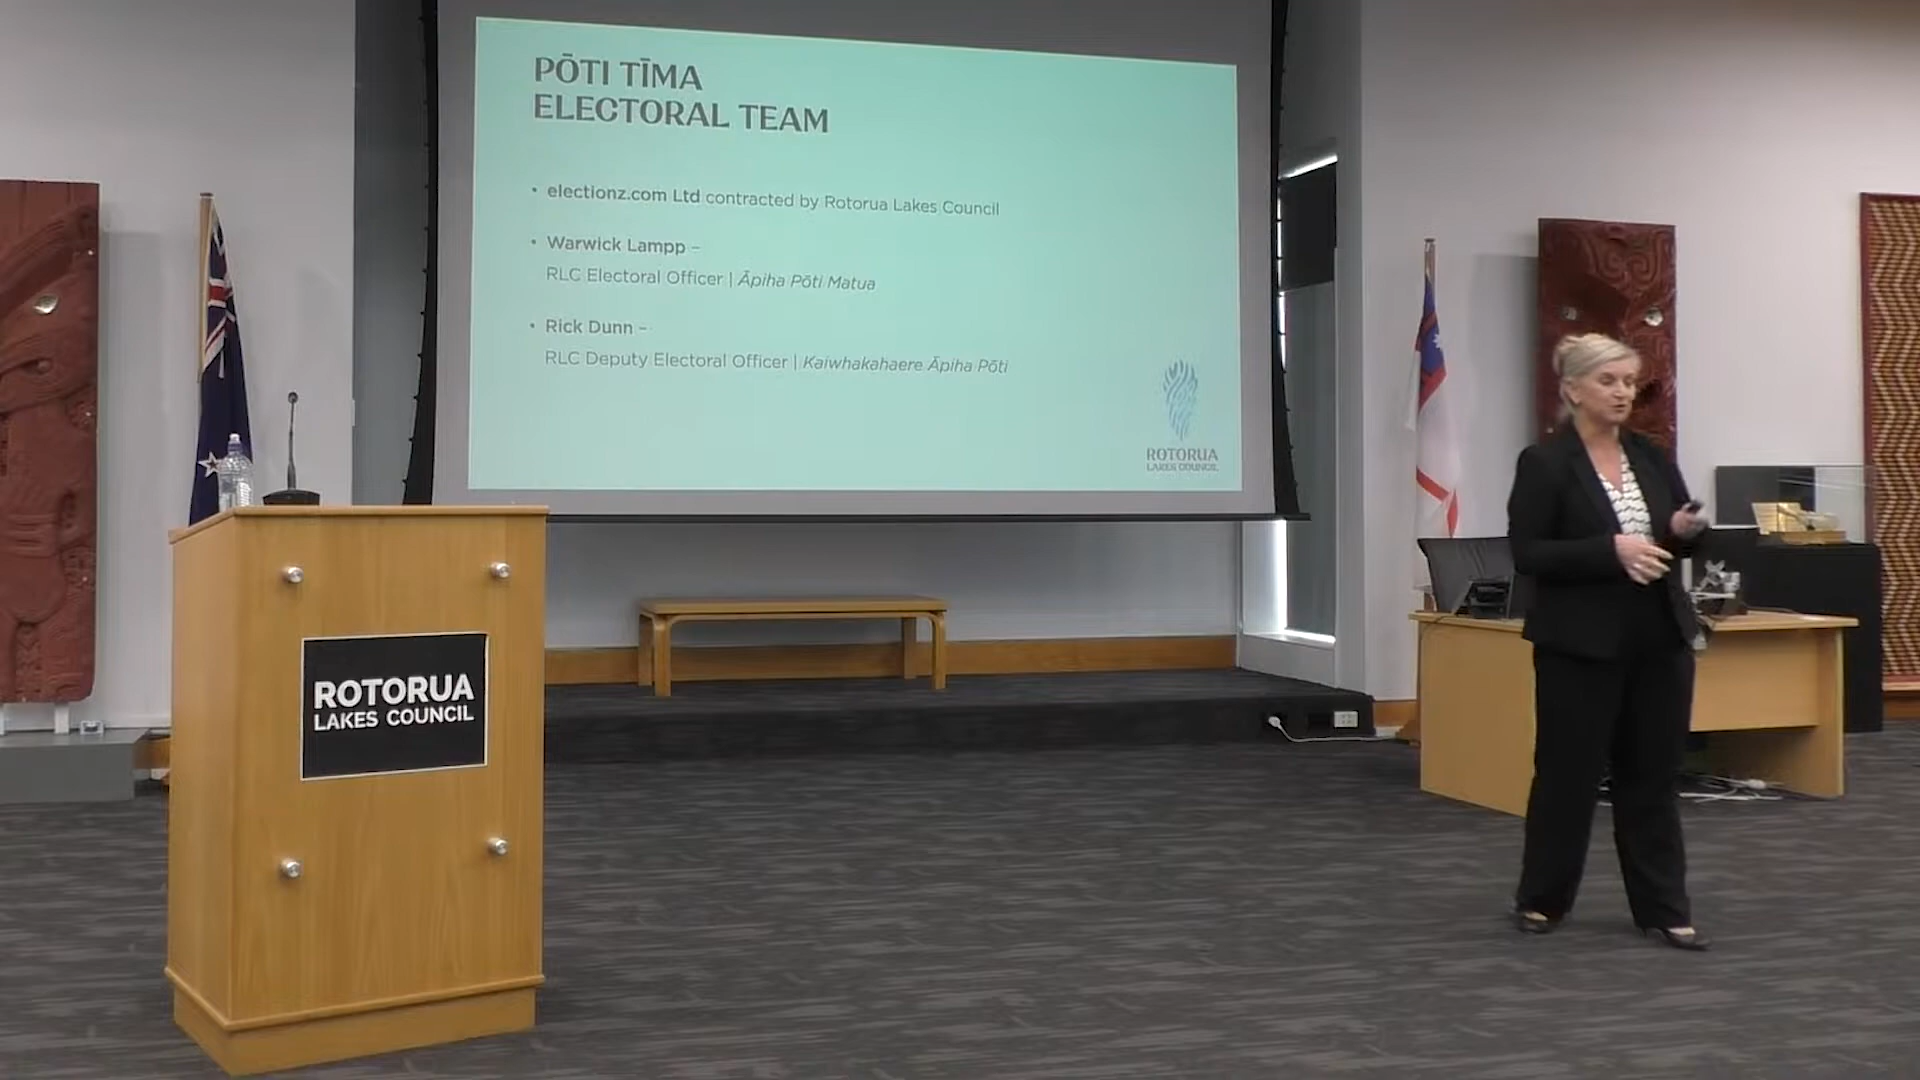 PŌTI TĪMA
ELECTORAL TEAM
• electionz.com Ltd contracted by Rotorua Lakes Council
• Warwick Lampp –
RLC Electoral Officer | Āpiha Pōti Matua
• Rick Dunn –
RLC Deputy Electoral Officer | Kaiwhakahaere Āpiha Pōti
ROTORUA
LAKES COUNCIL
ROTORUA
LAKES COUNCIL